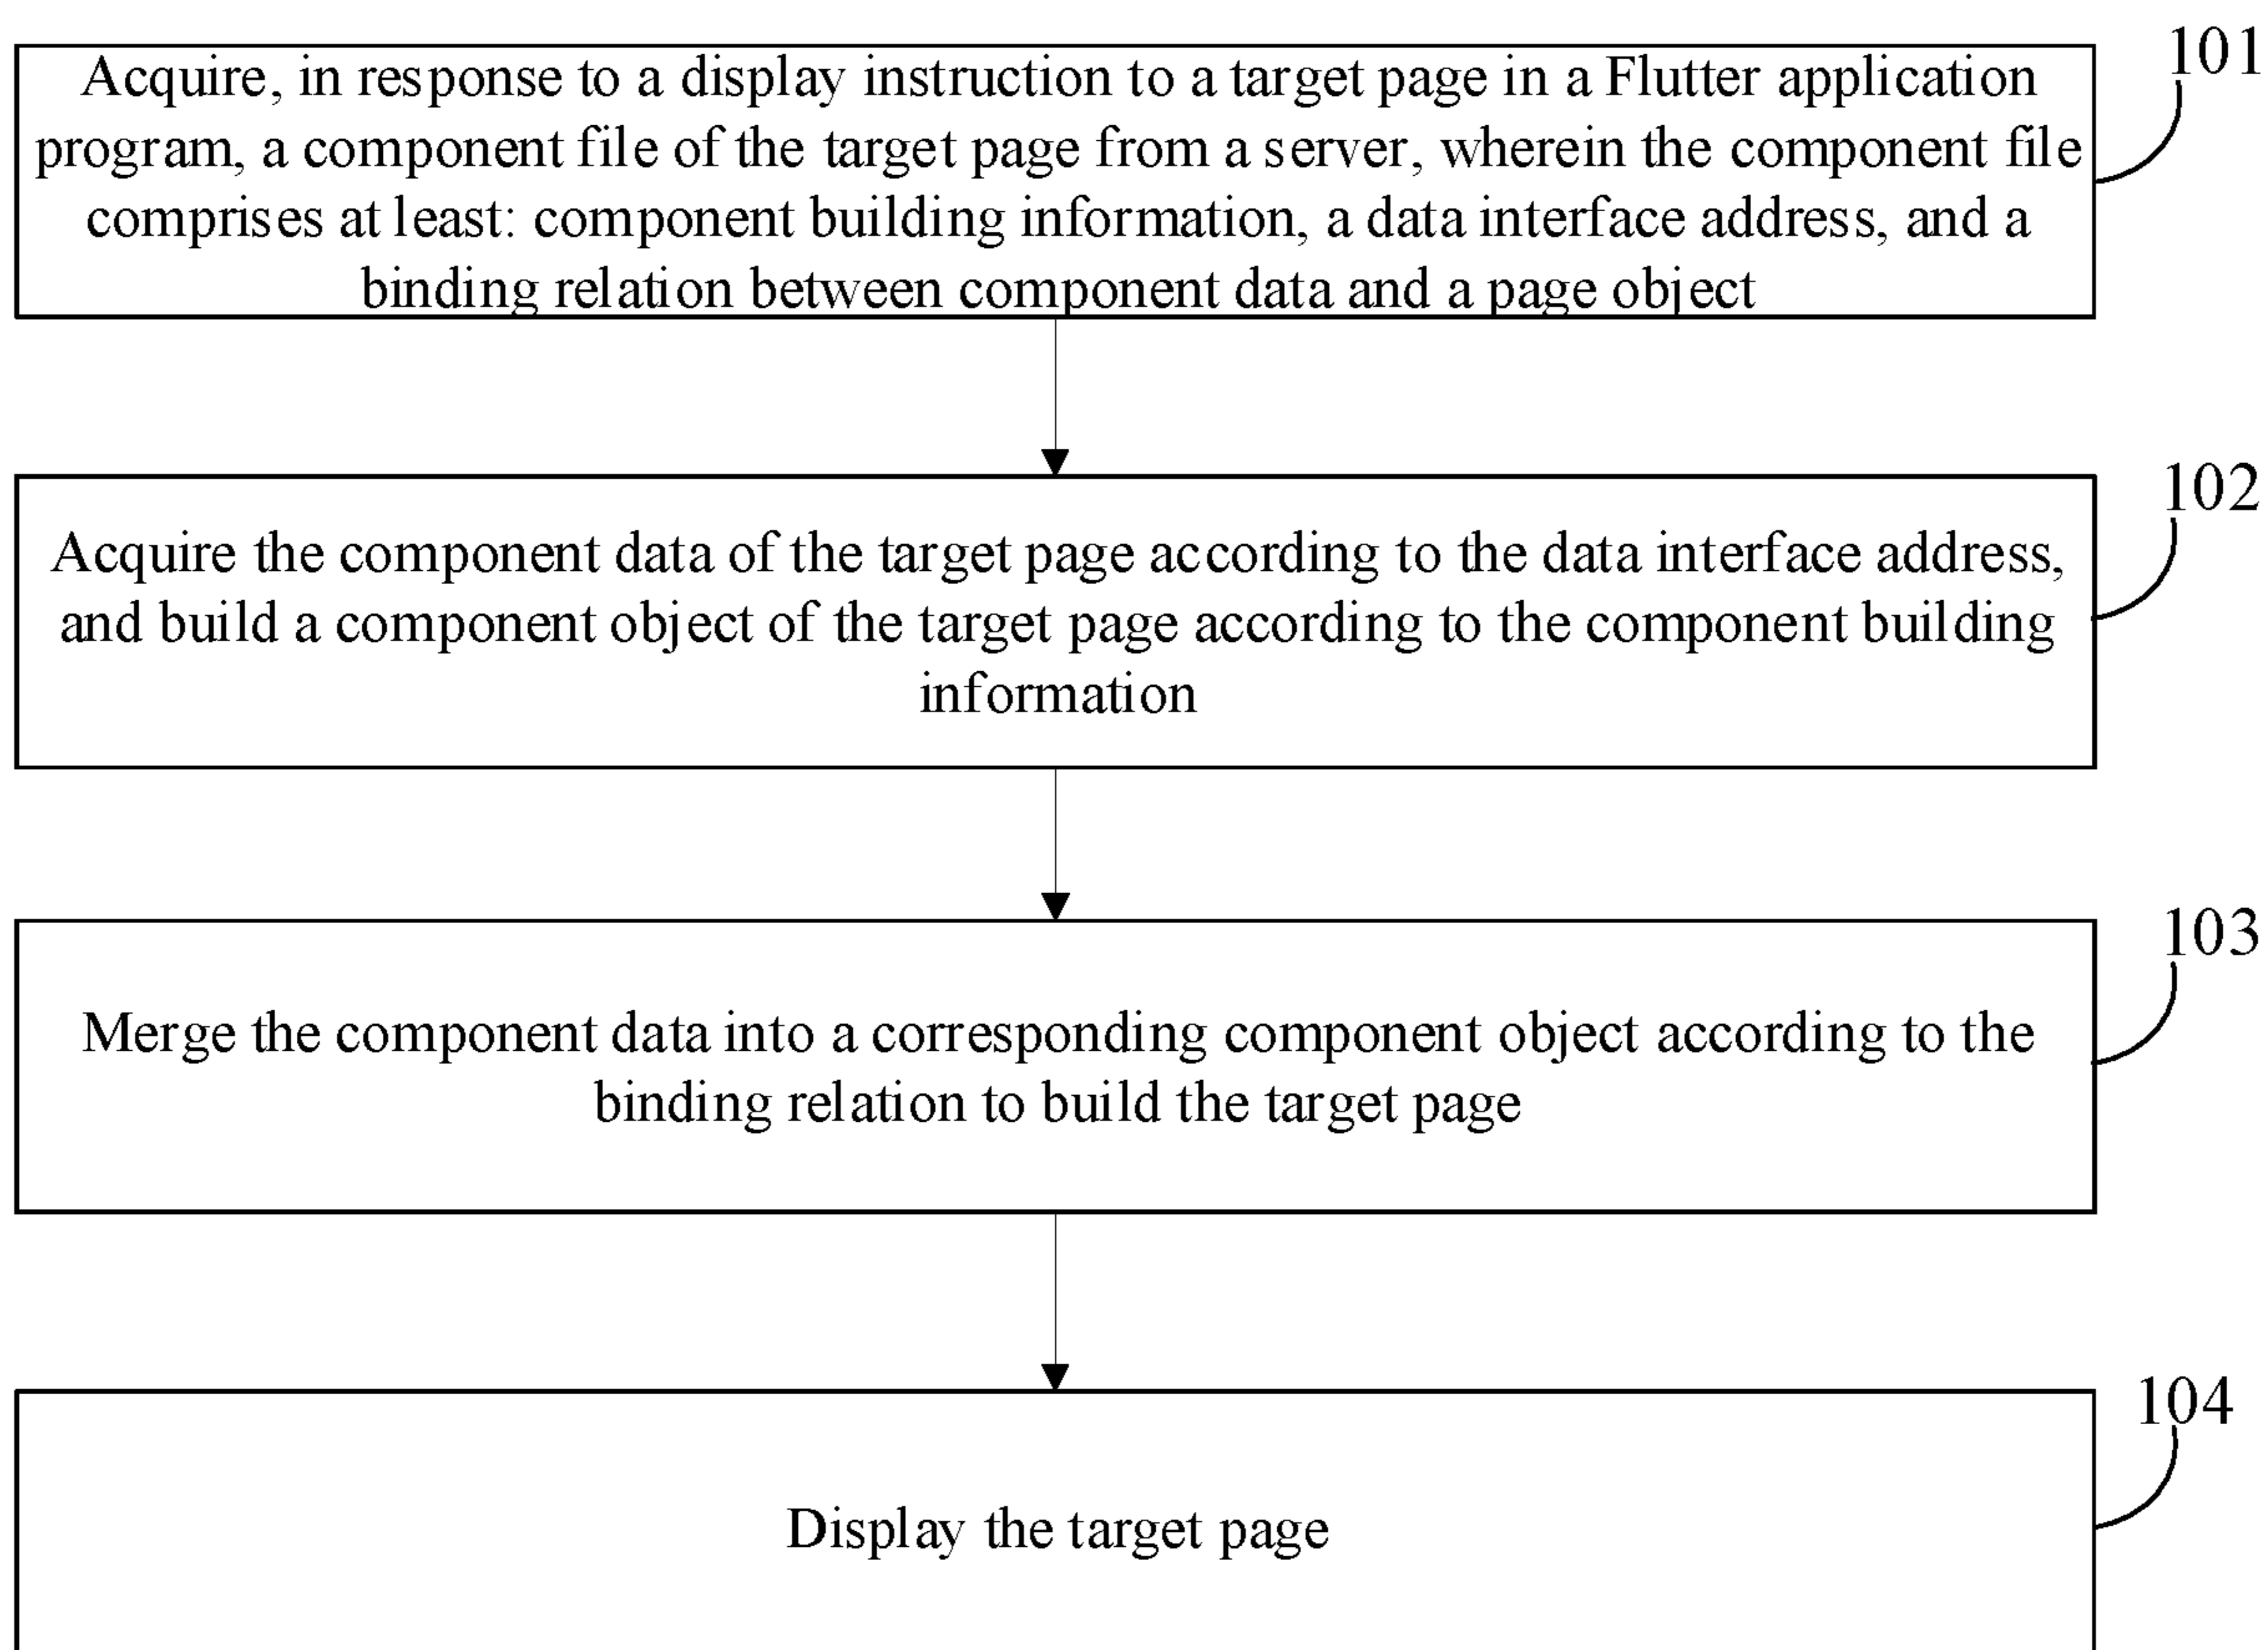 101
Acquire, in response to a display instruction to a target page in a Flutter application
program, a component file of the target page from a server, wherein the component file
comprises at least: component building information, a data interface address, and a
binding relation between component data and a page object
102
Acquire the component data of the target page according to the data interface address,
and build a component object of the target page according to the component building
information
103
Merge the component data into a corresponding component object according to the
binding relation to build the target page
104
Display the target page